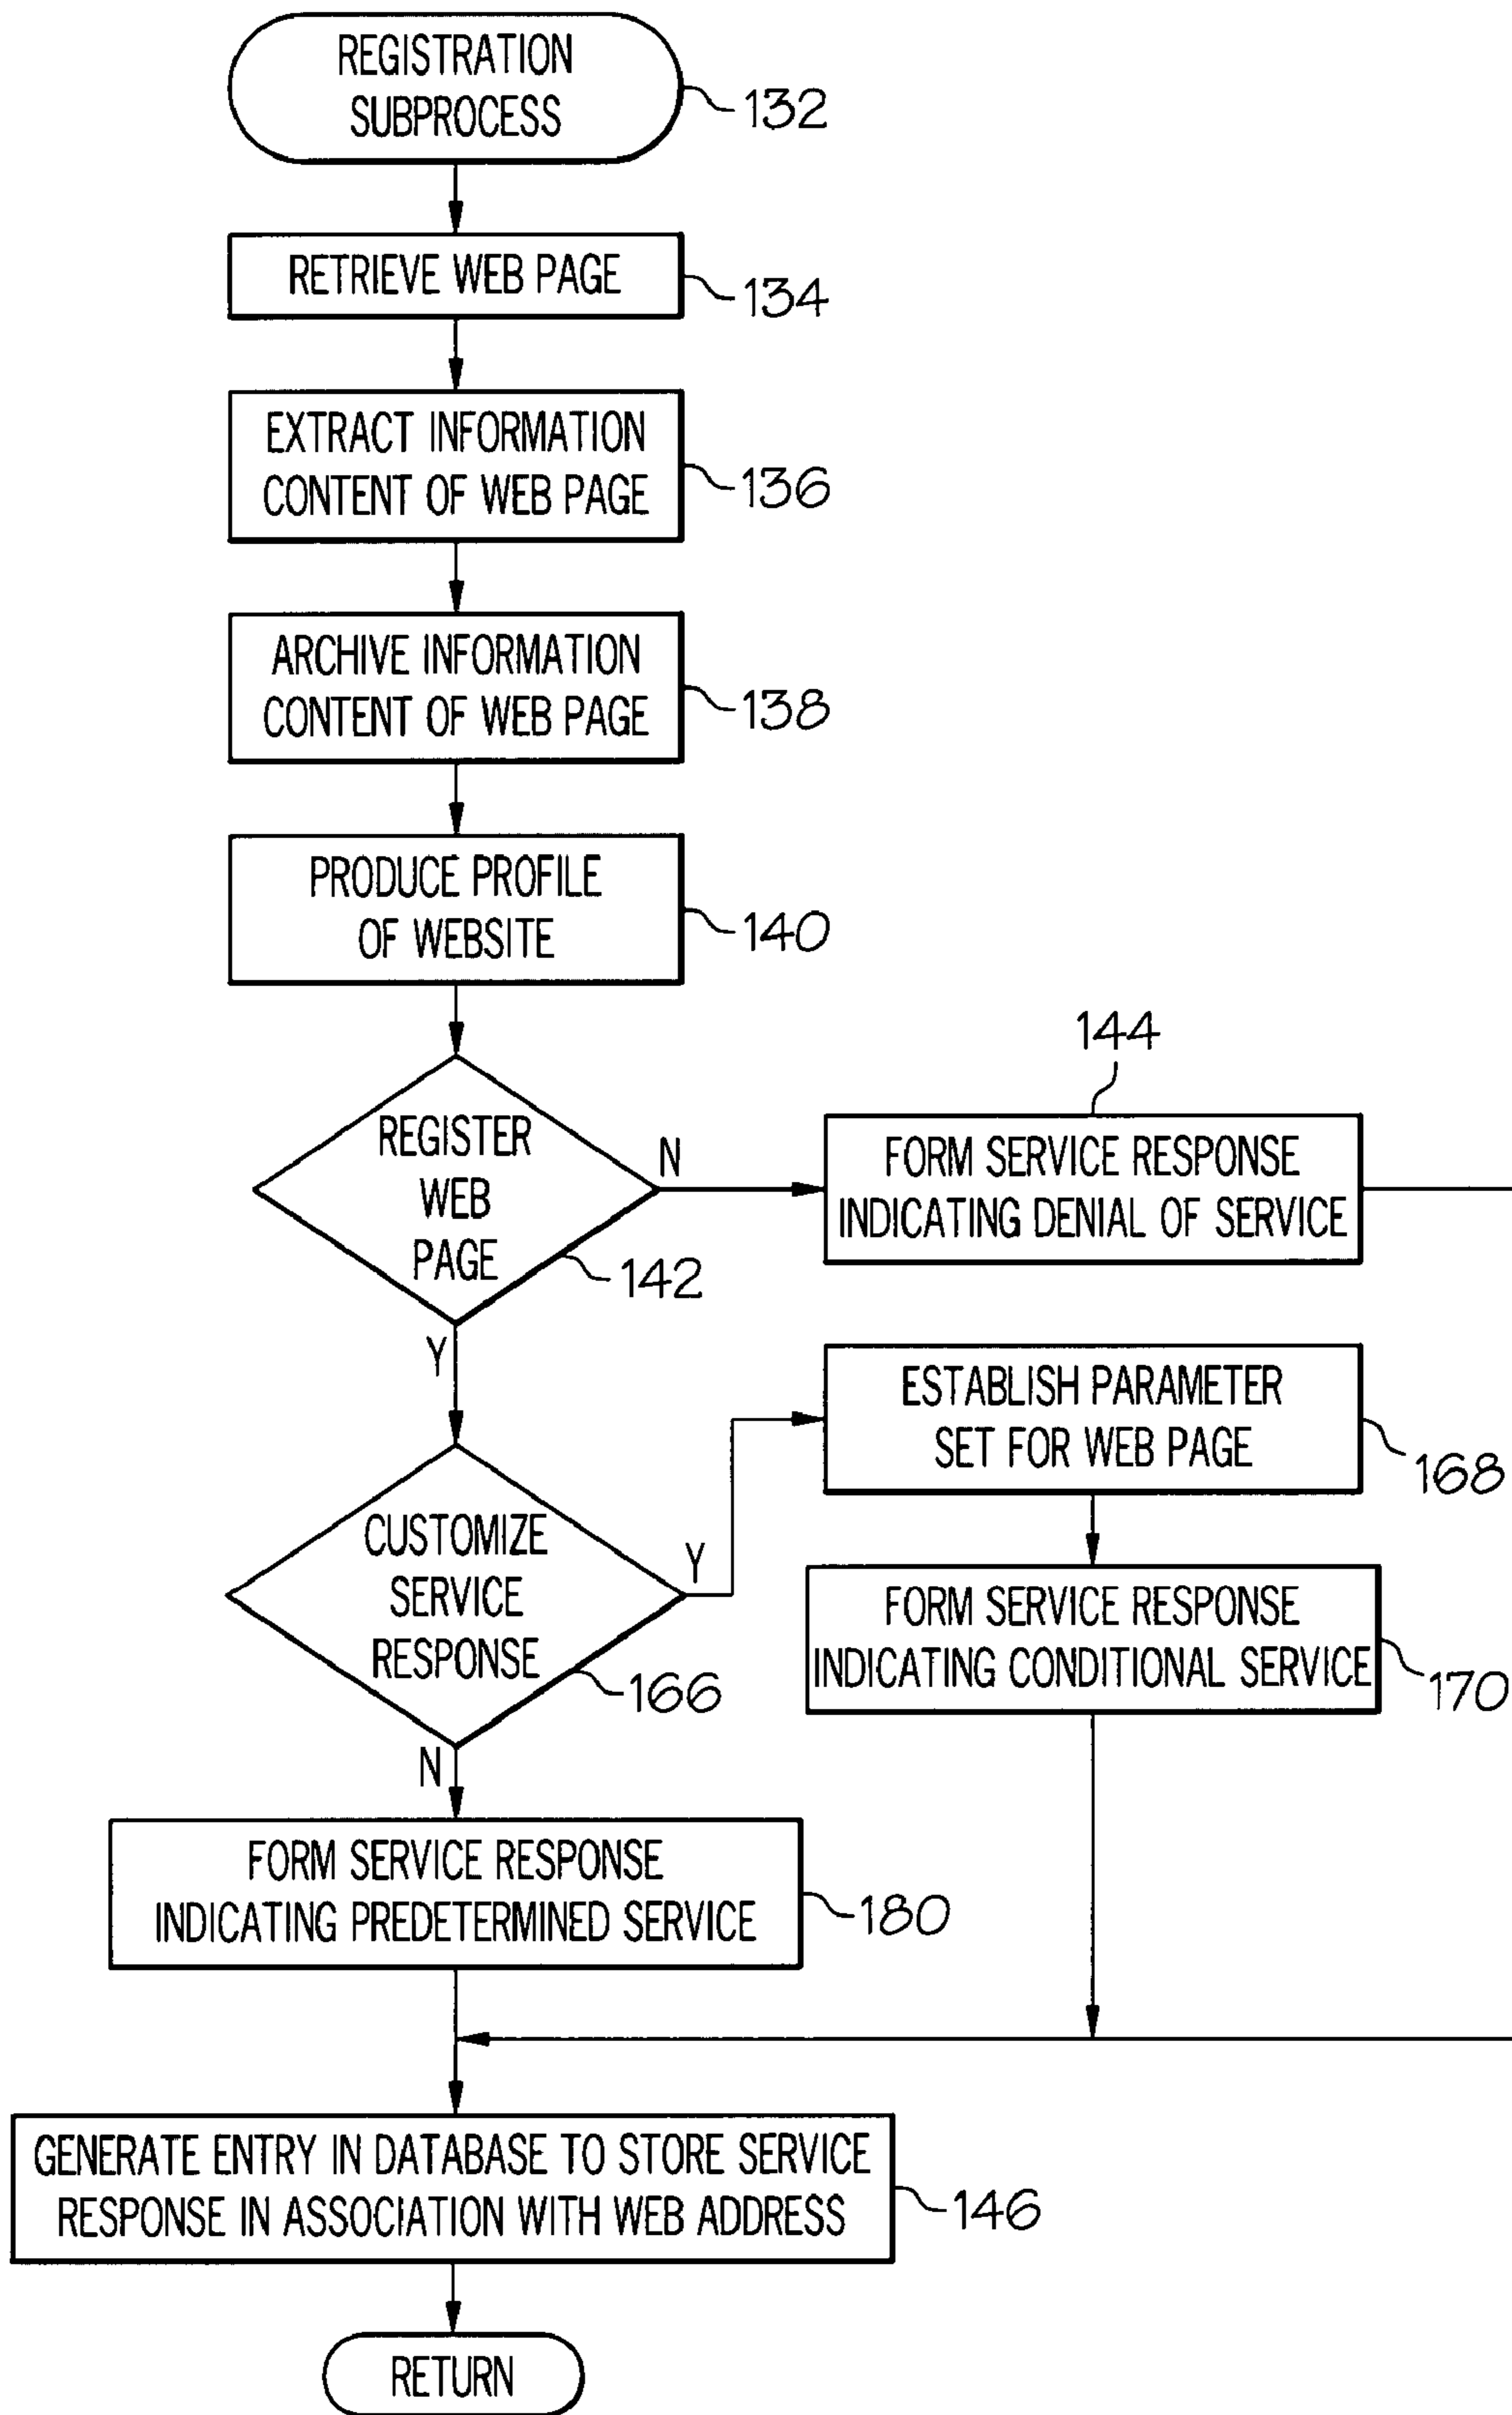 REGISTRATION
SUBPROCESS
132
RETRIEVE WEB PAGE
134
EXTRACT INFORMATION
CONTENT OF WEB PAGE
136
ARCHIVE INFORMATION
CONTENT OF WEB PAGE
138
PRODUCE PROFILE
OF WEBSITE
140
REGISTER
WEB
PAGE
142
N
144
FORM SERVICE RESPONSE
INDICATING DENIAL OF SERVICE
Y
CUSTOMIZE
SERVICE
RESPONSE
166
Y
ESTABLISH PARAMETER
SET FOR WEB PAGE
168
FORM SERVICE RESPONSE
INDICATING CONDITIONAL SERVICE
170
N
FORM SERVICE RESPONSE
INDICATING PREDETERMINED SERVICE
180
GENERATE ENTRY IN DATABASE TO STORE SERVICE
RESPONSE IN ASSOCIATION WITH WEB ADDRESS
146
RETURN